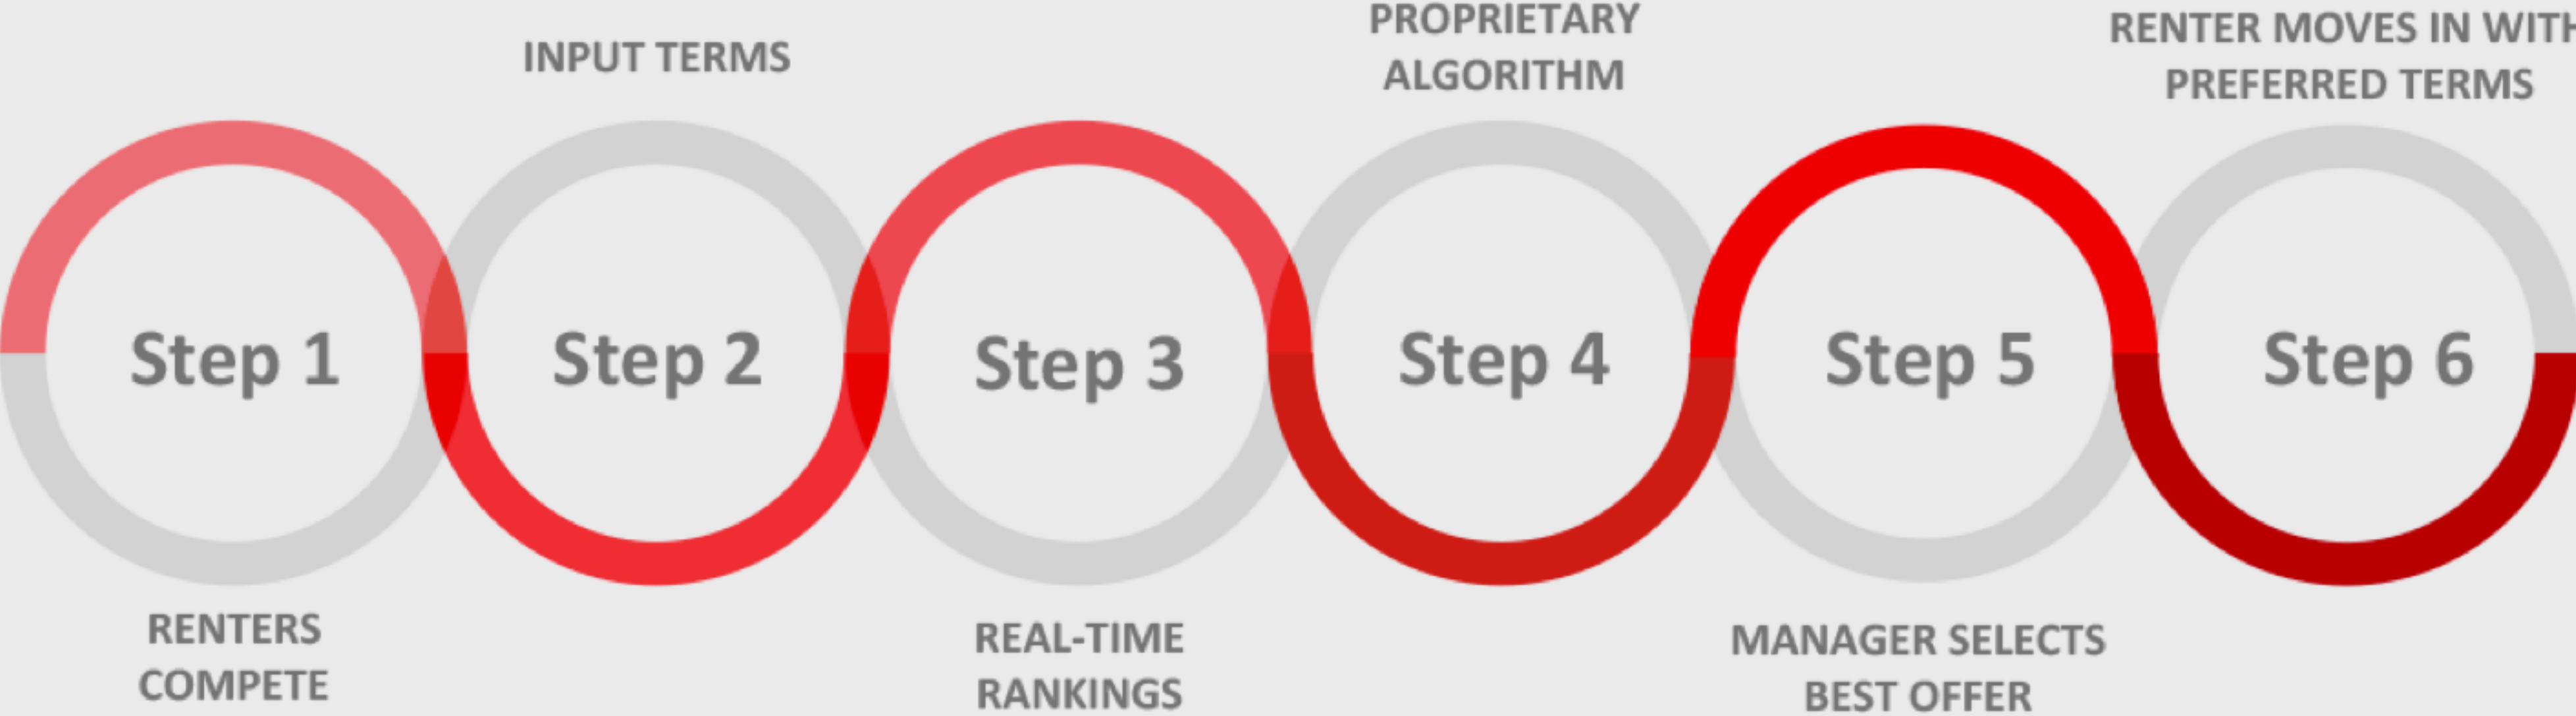 PROPRIETARY
ALGORITHM
RENTER MOVES IN WITH
PREFERRED TERMS
INPUT TERMS
Step 1
Step 2
Step 3
Step 4
Step 5
Step 6
RENTERS
COMPETE
REAL-TIME
RANKINGS
MANAGER SELECTS
BEST OFFER